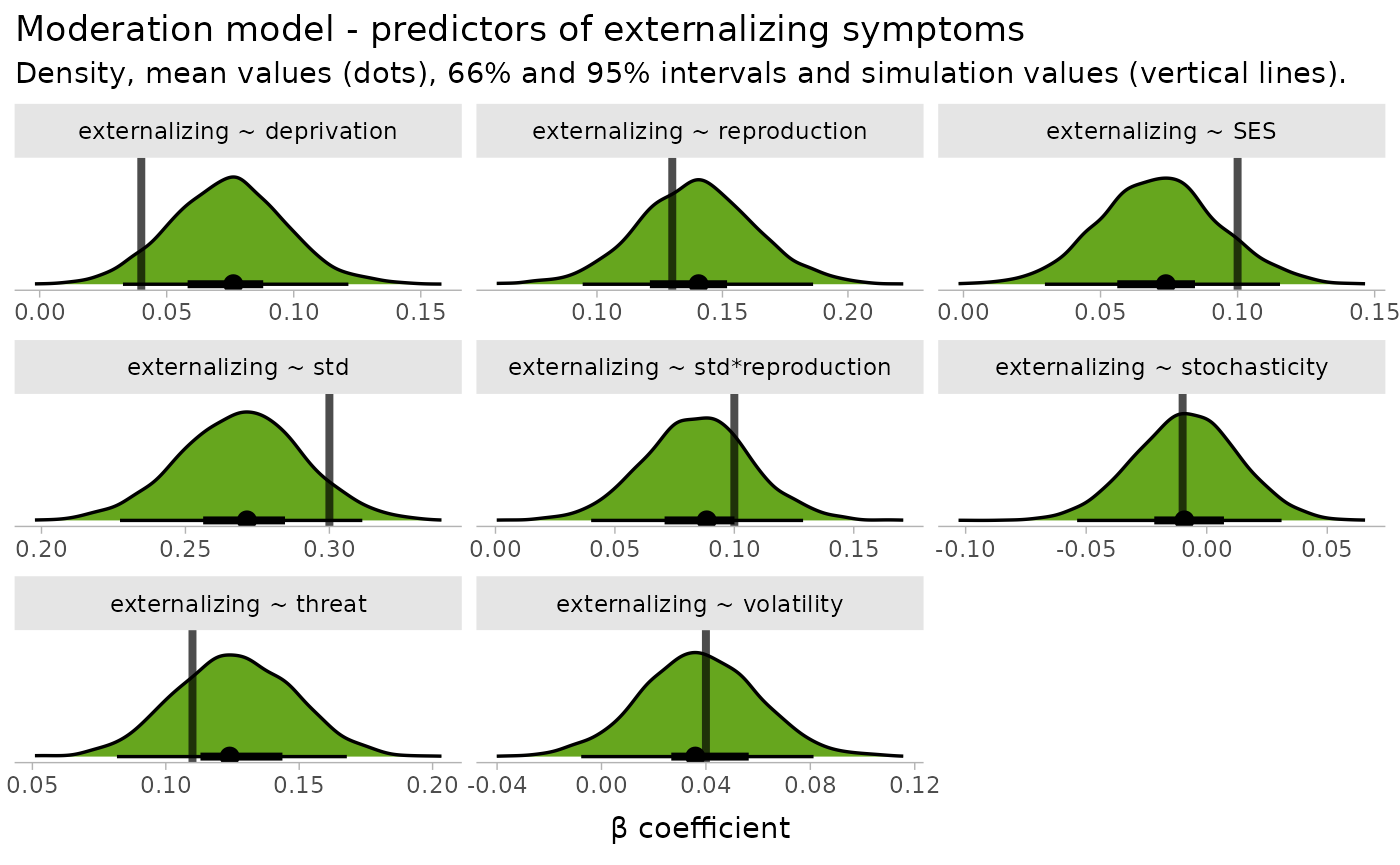 Moderation model - predictors of externalizing symptoms
Density, mean values (dots), 66% and 95% intervals and simulation values (vertical lines).
externalizing ~ deprivation
externalizing ~ reproduction
externalizing ~ SES
0.00 0.05 0.10 0.15
0.10 0.15 0.20
0.00 0.05 0.10 0.15
externalizing ~ std
externalizing ~ std*reproduction
externalizing ~ stochasticity
0.20 0.25 0.30
0.00 0.05 0.10 0.15
-0.10 -0.05 0.00 0.05
externalizing ~ threat
externalizing ~ volatility
0.05 0.10 0.15 0.20
-0.04 0.00 0.04 0.08 0.12
β coefficient